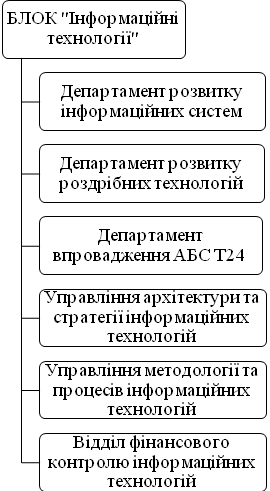 БЛОК "Інформаційні
технології"
Департамент розвитку
інформаційних систем
Департамент розвитку
роздрібних технологій
Департамент
впровадження АБС Т24
Управління архітектури та
стратегії інформаційних
технологій
Управління методології та
процесів інформаційних
технологій
Відділ фінансового
контролю інформаційних
технологій